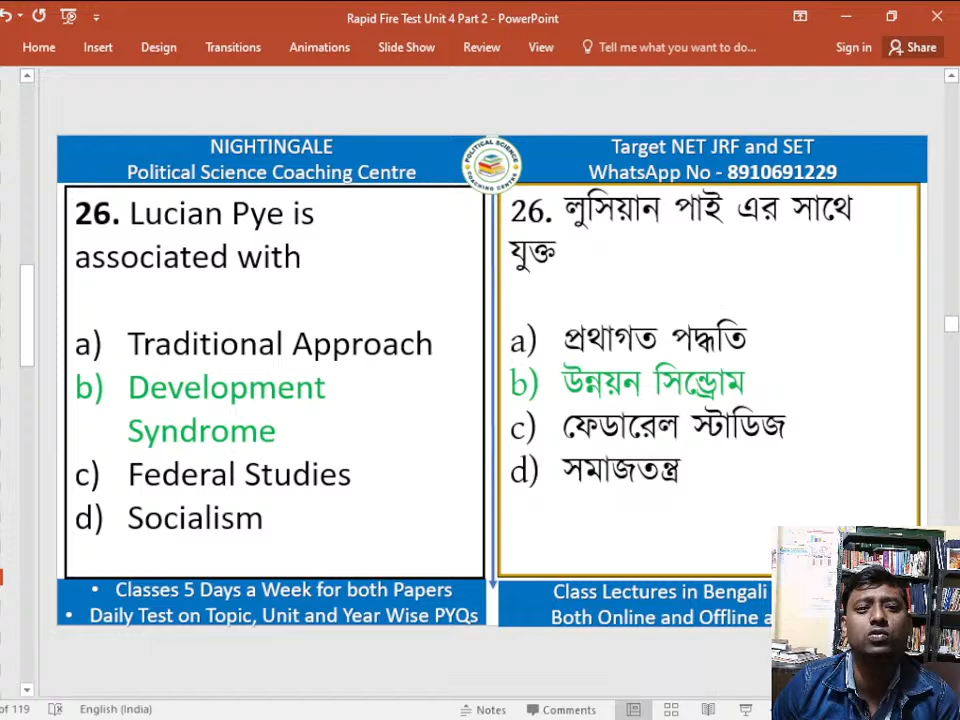 Rapid Fire Test Unit 4 Part 2 - PowerPoint
Home Insert Design Transitions Animations Slide Show Review View Tell me what you want to do... Sign in Share
NIGHTINGALE
Political Science Coaching Centre
POLITICAL SCIENCE
COACHING CENTRE
Target NET JRF and SET
WhatsApp No - 8910691229
26. Lucian Pye is
associated with
a) Traditional Approach
b) Development
Syndrome
c) Federal Studies
d) Socialism
26. লুসিয়ান পাই এর সাথে
যুক্ত
a) প্রথাগত পদ্ধতি
b) উন্নয়ন সিন্ড্রোম
c) ফেডারেল স্টাডিজ
d) সমাজতন্ত্র
• Classes 5 Days a Week for both Papers
• Daily Test on Topic, Unit and Year Wise PYQs
Class Lectures in Bengali
Both Online and Offline a
of 119 English (India) Notes Comments